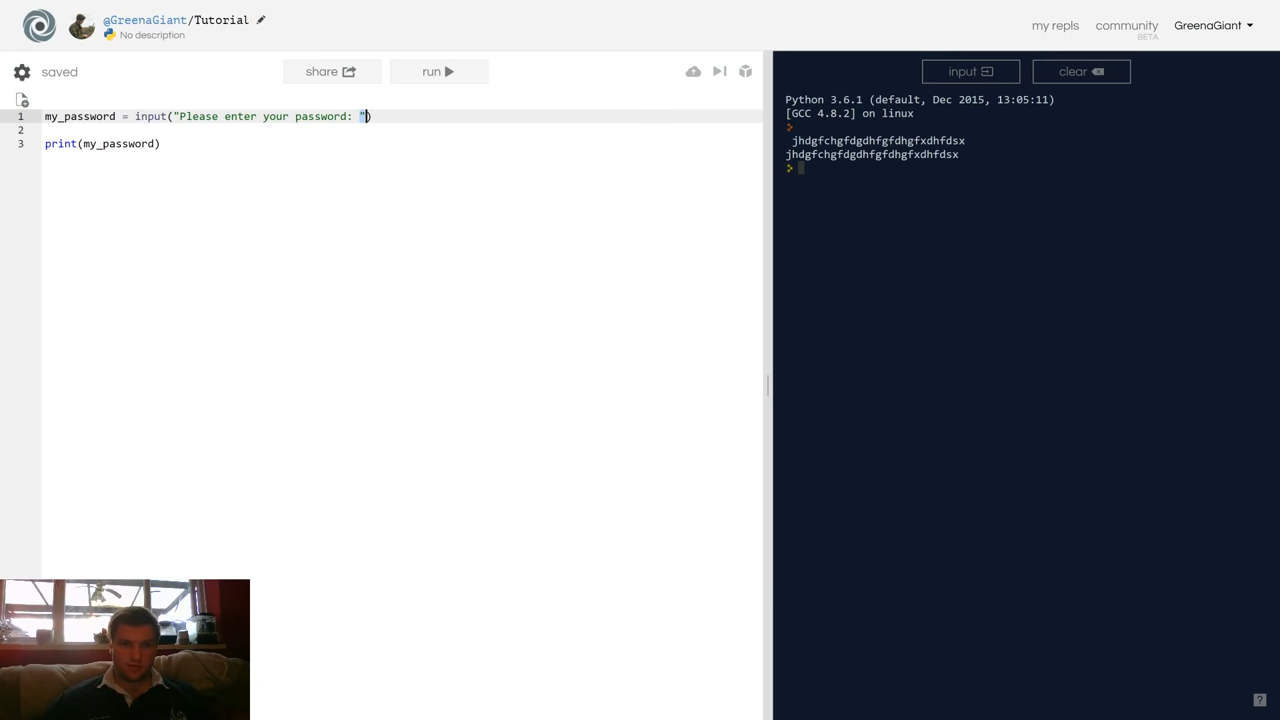 @GreenaGiant/Tutorial
No description
my repls
community
BETA
GreenaGiant
saved
share
run
input
clear
1 my_password = input("Please enter your password: ")
2
3 print(my_password)
Python 3.6.1 (default, Dec 2015, 13:05:11)
[GCC 4.8.2] on linux
jhdgfchgfdgdhfgfdhgfxdhfdsx
jhdgfchgfdgdhfgfdhgfxdhfdsx
?